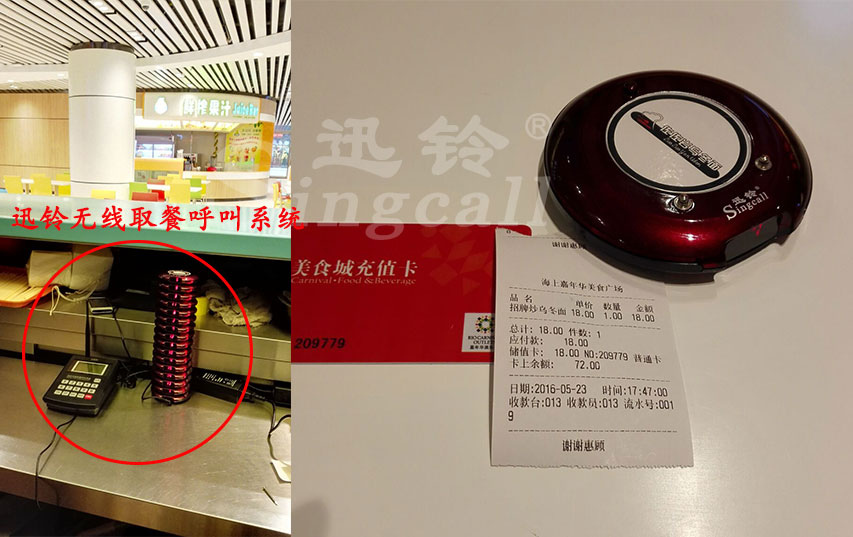 鲜榨果汁 Juice Bar
迅铃无线取餐呼叫系统
迅铃®
Singcall
迅铃®
Singcall
美食城充值卡
Carnival·Food & Beverage
209779
谢谢惠顾
海上嘉年华美食广场
品名 单价 数量 金额
招牌炒乌冬面 18.00 1.00 18.00
总计: 18.00 件数: 1
应付款: 18.00
储值卡: 18.00 NO:209779 普通卡
卡上余额: 72.00
日期:2016-05-23 时间:17:47:00
收款台:013 收款员:013 流水号:001
9
谢谢惠顾